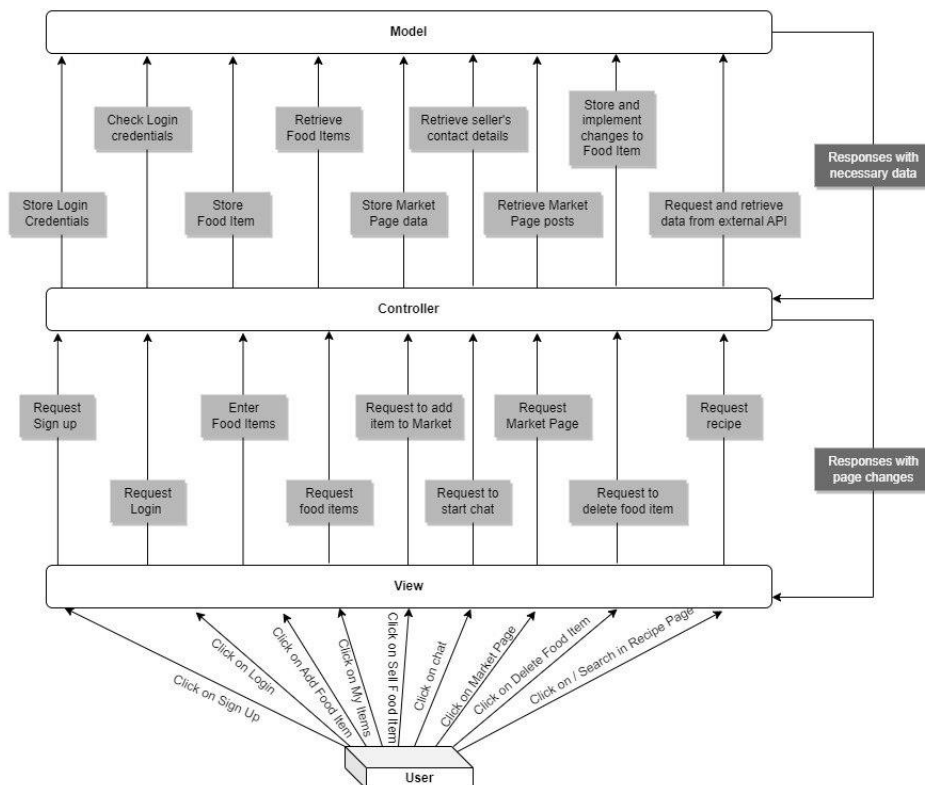 Model
Check Login
credentials
Retrieve
Food Items
Retrieve seller's
contact details
Store and
implement
changes to
Food Item
Responses with
necessary data
Store Login
Credentials
Store
Food Item
Store Market
Page data
Retrieve Market
Page posts
Request and retrieve
data from external API
Controller
Request
Sign up
Enter
Food Items
Request to add
item to Market
Request
Market Page
Request
recipe
Responses with
page changes
Request
Login
Request
food items
Request to
start chat
Request to
delete food item
View
Click on Sign Up
Click on Login
Click on Add Food Item
Click on My Items
Click on Sell Food Item
Click on chat
Click on Market Page
Click on Delete Food Item
Click on / Search in Recipe Page
User